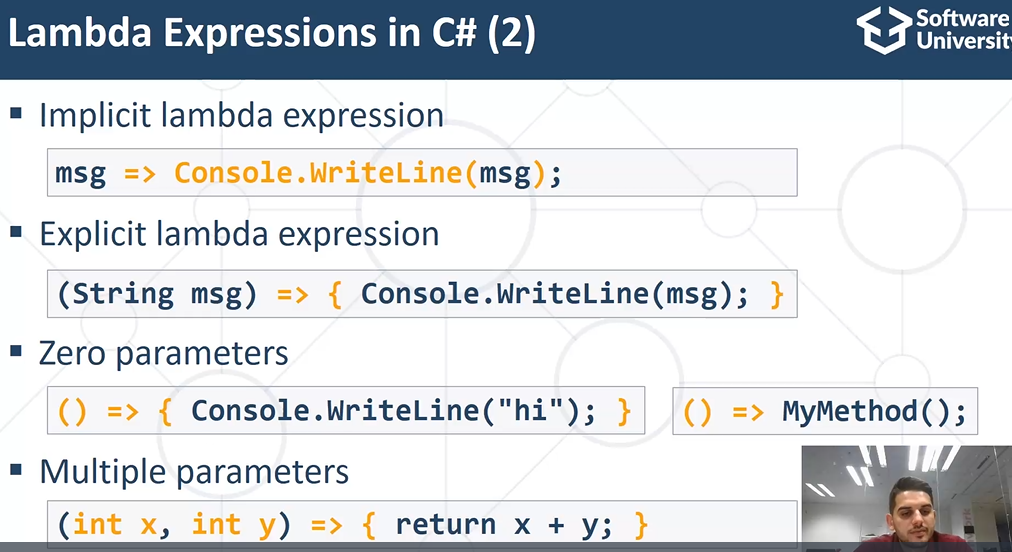 Lambda Expressions in C# (2)
Software
University
▪ Implicit lambda expression
msg => Console.WriteLine(msg);
▪ Explicit lambda expression
(String msg) => { Console.WriteLine(msg); }
▪ Zero parameters
() => { Console.WriteLine("hi"); }
() => MyMethod();
▪ Multiple parameters
(int x, int y) => { return x + y; }